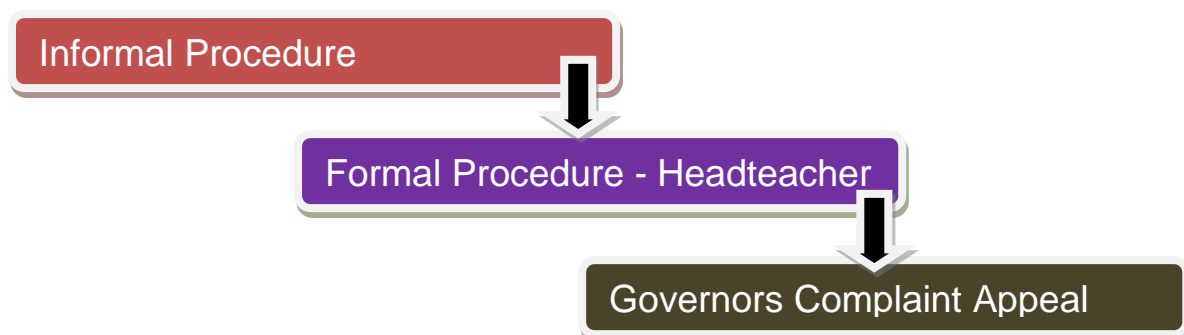 Informal Procedure
Formal Procedure - Headteacher
Governors Complaint Appeal